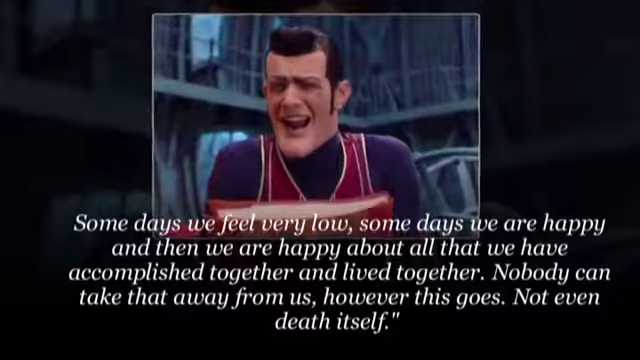 Some days we feel very low, some days we are happy
and then we are happy about all that we have
accomplished together and lived together. Nobody can
take that away from us, however this goes. Not even
death itself."